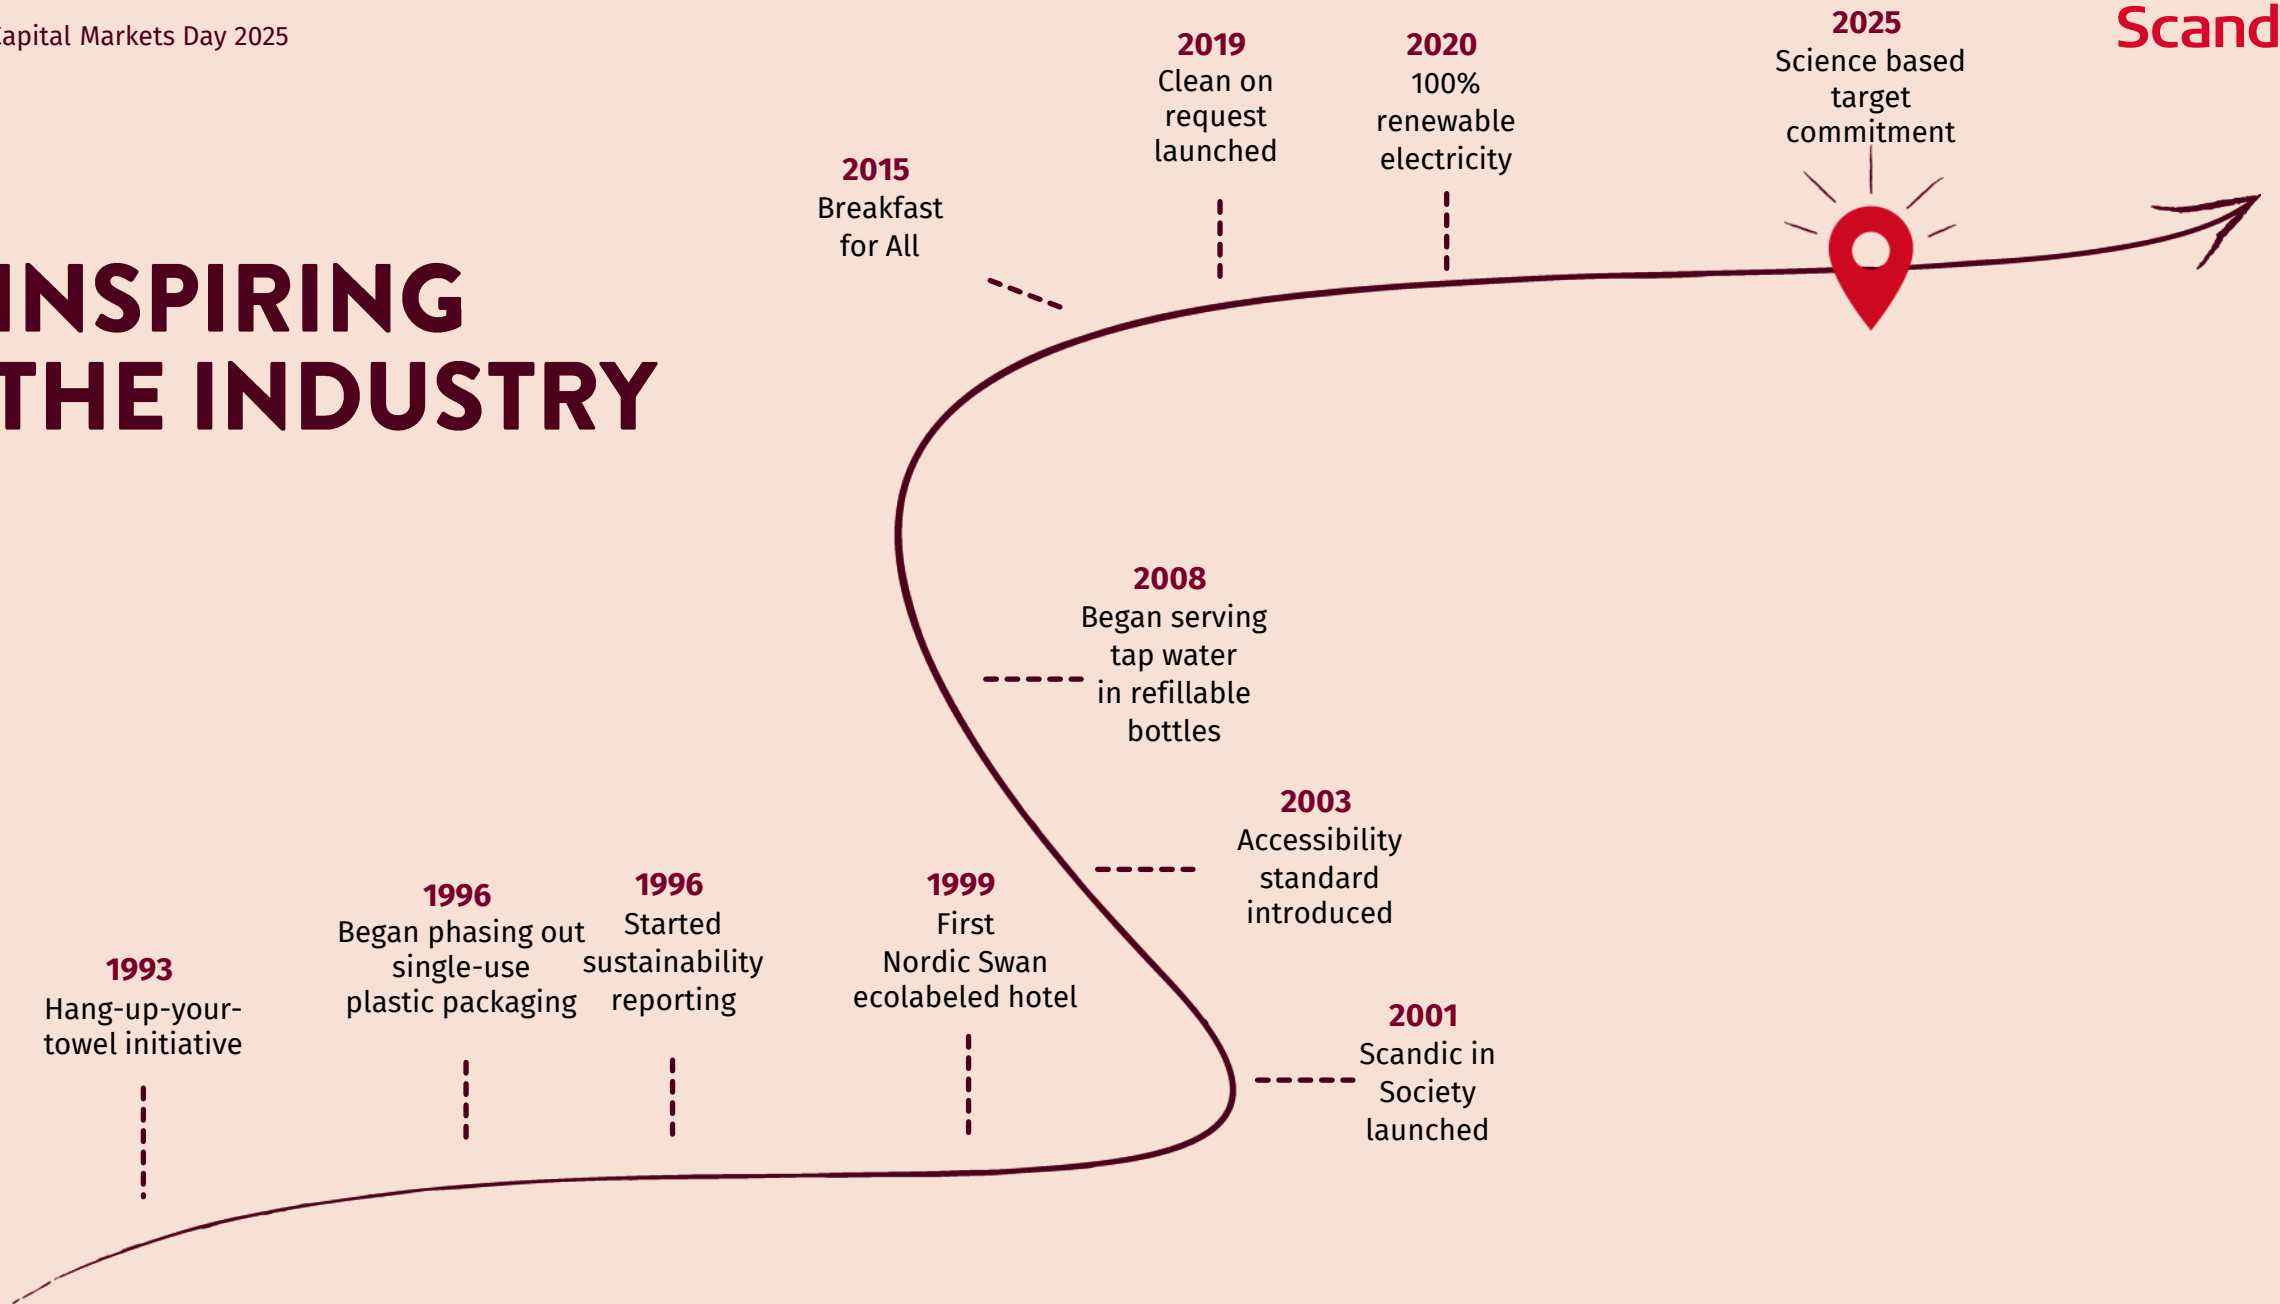 Capital Markets Day 2025
Scand
INSPIRING
THE INDUSTRY
1993
Hang-up-your-
towel initiative
1996
Began phasing out
single-use
plastic packaging
1996
Started
sustainability
reporting
1999
First
Nordic Swan
ecolabeled hotel
2001
Scandic in
Society
launched
2003
Accessibility
standard
introduced
2008
Began serving
tap water
in refillable
bottles
2015
Breakfast
for All
2019
Clean on
request
launched
2020
100%
renewable
electricity
2025
Science based
target
commitment